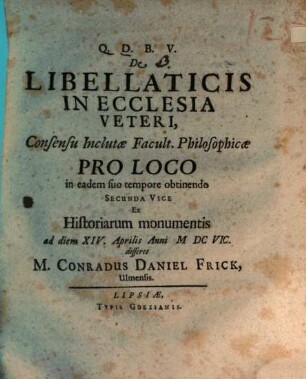 Q. D. B. V.
De
LIBELLATICIS
IN ECCLESIA
VETERI,
Consensu Inclutæ Facult. Philosophicæ
PRO LOCO
in eadem suo tempore obtinendo
SECUNDA VICE
Ex
Historiarum monumentis
ad diem XIV. Aprilis Anni M DC VIC.
disseret
M. CONRADUS DANIEL FRICK,
Ulmensis.
LIPSIÆ,
TYPIS GOEZIANIS.